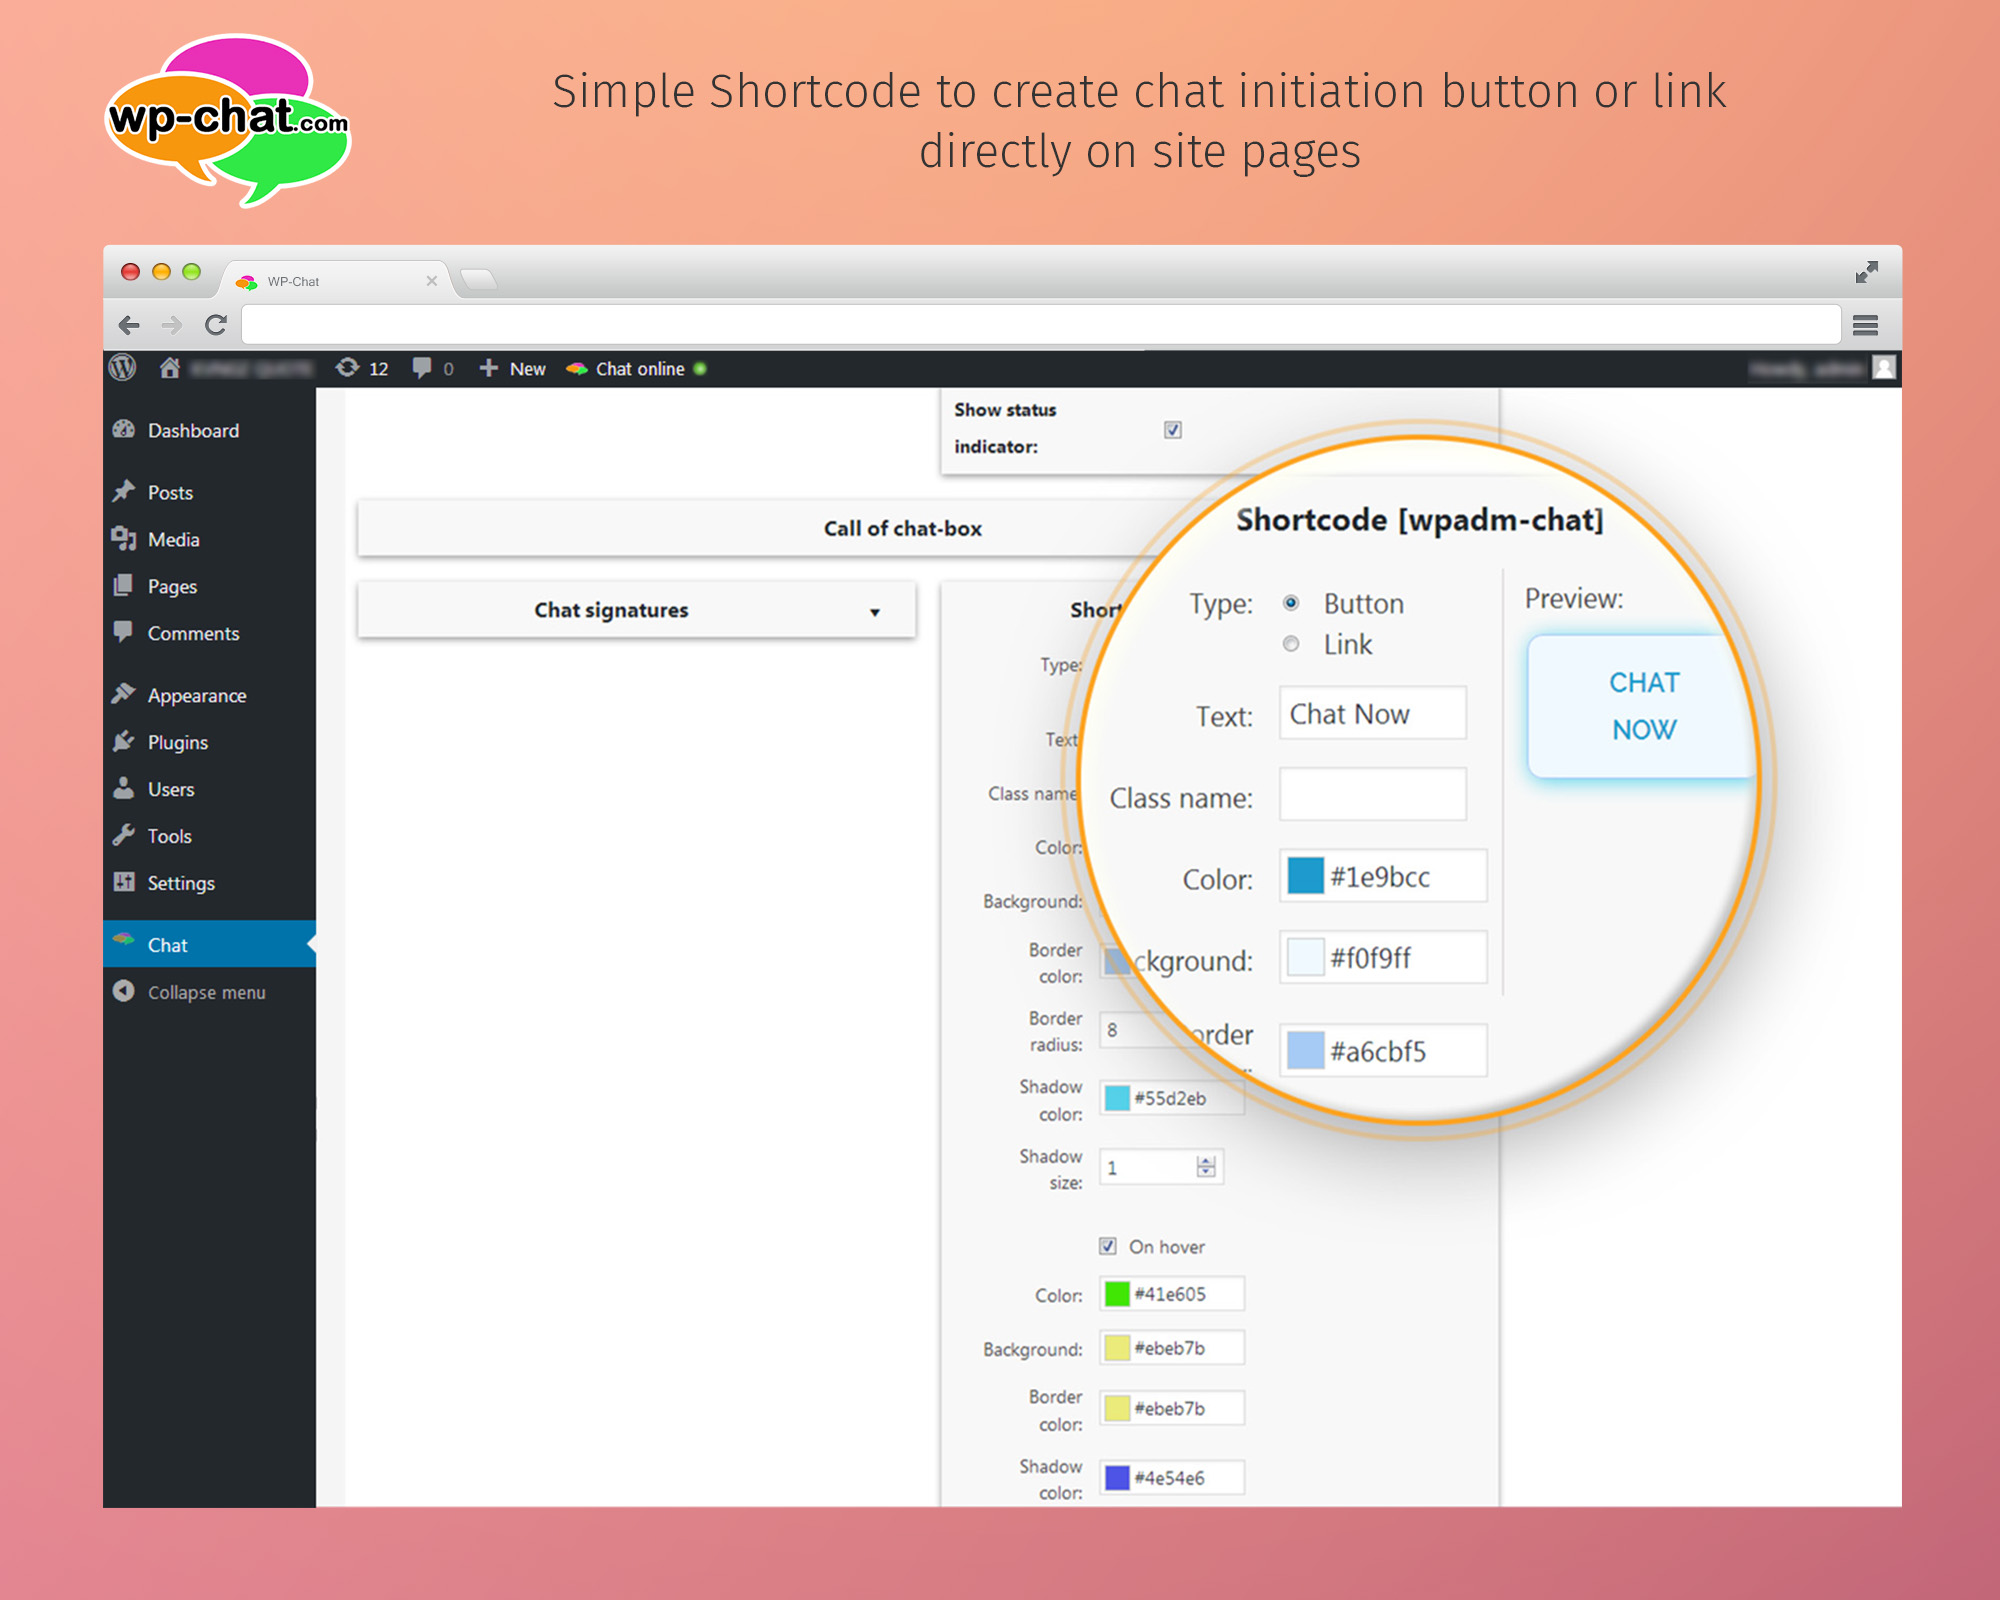 wp-chat.com
Simple Shortcode to create chat initiation button or link
directly on site pages
WP-Chat
12
0
New
Chat online
Dashboard
Posts
Media
Pages
Comments
Appearance
Plugins
Users
Tools
Settings
Chat
Collapse menu
Show status
indicator:
Call of chat-box
Chat signatures
Short
Type:
Text
Class name
Color:
Background:
Border
color:
Border
radius:
8
Shadow
color:
#55d2eb
Shadow
size:
1
On hover
Color:
#41e605
Background:
#ebeb7b
Border
color:
#ebeb7b
Shadow
color:
#4e54e6
Shortcode [wpadm-chat]
Type:
Button
Link
Text:
Chat Now
Class name:
Color:
#1e9bcc
ckground:
#f0f9ff
order
#a6cbf5
Preview:
CHAT
NOW